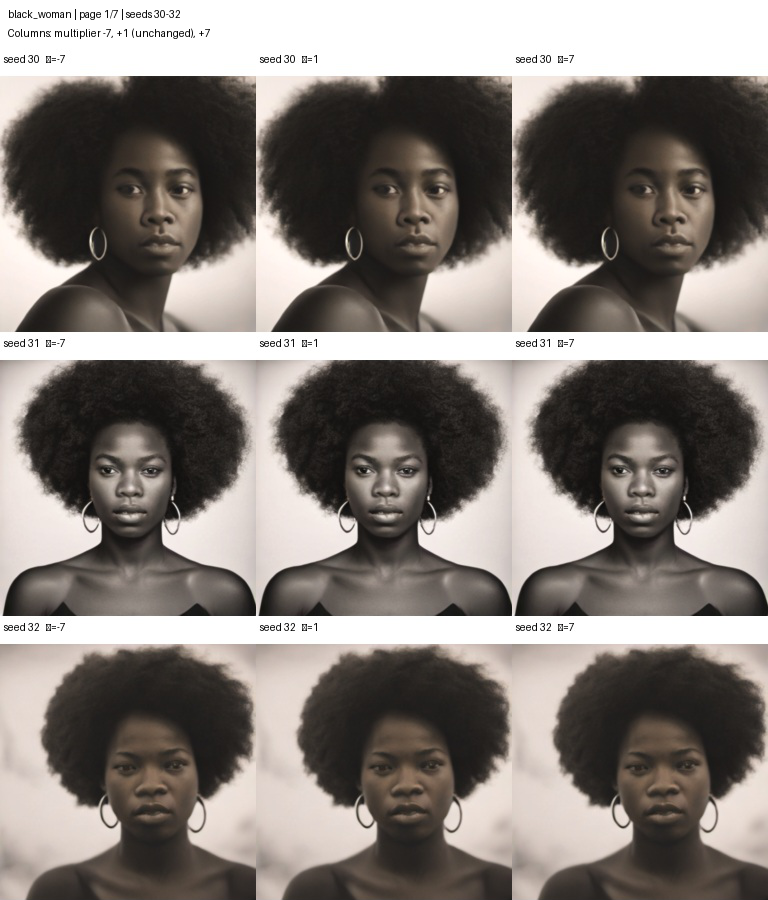 black_woman | page 1/7 | seeds 30-32
Columns: multiplier -7, +1 (unchanged), +7
seed 30 □=-7 seed 30 □=1 seed 30 □=7
seed 31 □=-7 seed 31 □=1 seed 31 □=7
seed 32 □=-7 seed 32 □=1 seed 32 □=7